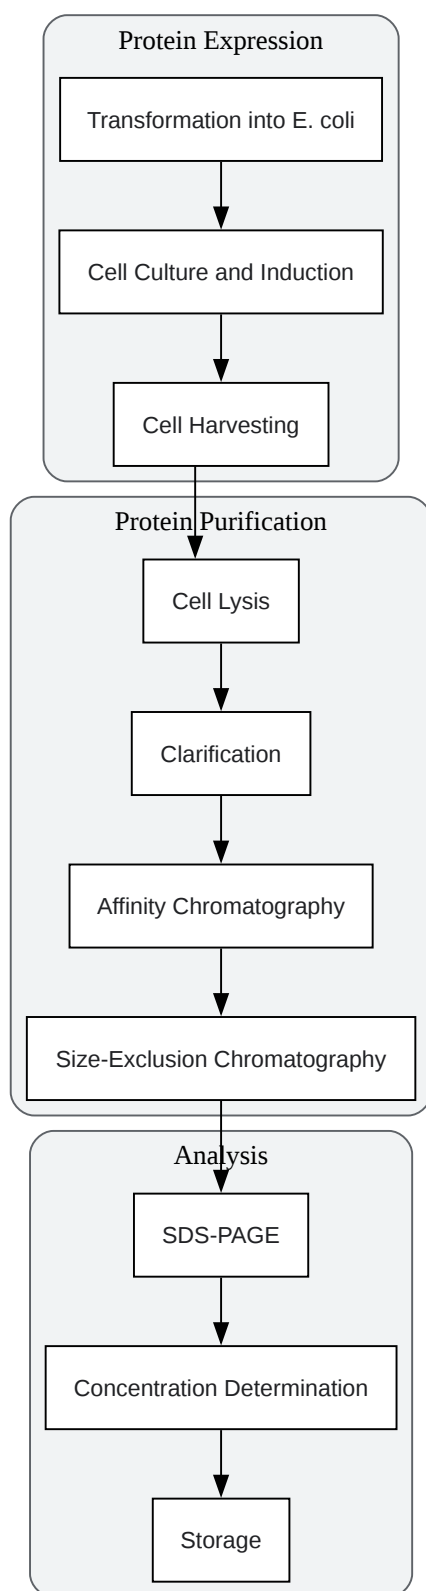 Protein Expression
Transformation into E. coli
Cell Culture and Induction
Cell Harvesting
Protein Purification
Cell Lysis
Clarification
Affinity Chromatography
Size-Exclusion Chromatography
Analysis
SDS-PAGE
Concentration Determination
Storage